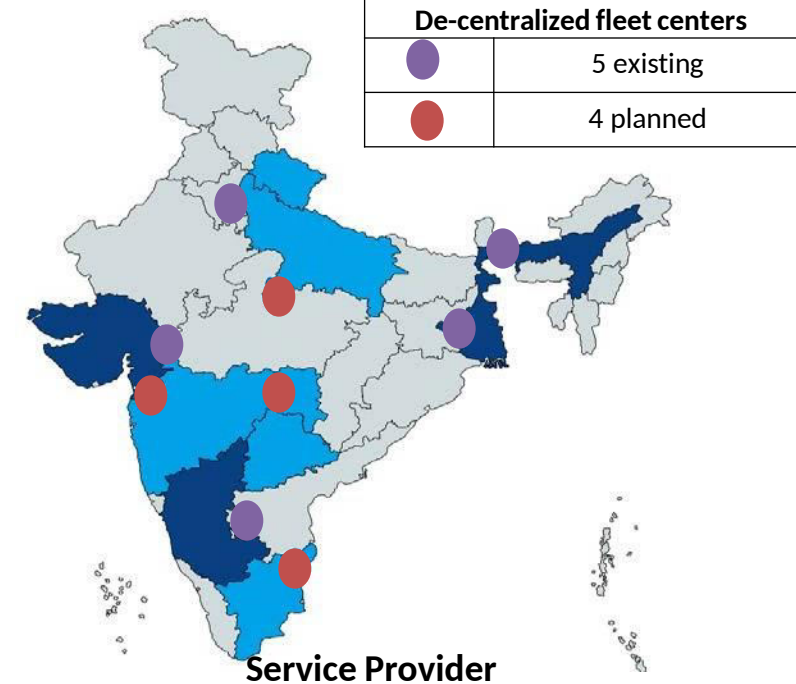 De-centralized fleet centers
5 existing
4 planned
Service Provider